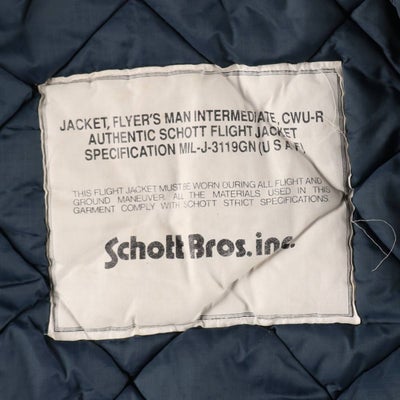 JACKET, FLYER'S MAN INTERMEDIATE, CWU-R
AUTHENTIC SCHOTT FLIGHT JACKET
SPECIFICATION MIL-J-3119GN (U S A F)
THIS FLIGHT JACKET MUST BE WORN DURING ALL FLIGHT AND
GROUND MANEUVER. ALL THE MATERIALS USED IN THIS
GARMENT COMPLY WITH SCHOTT STRICT SPECIFICATIONS.
Schott Bros. inc.